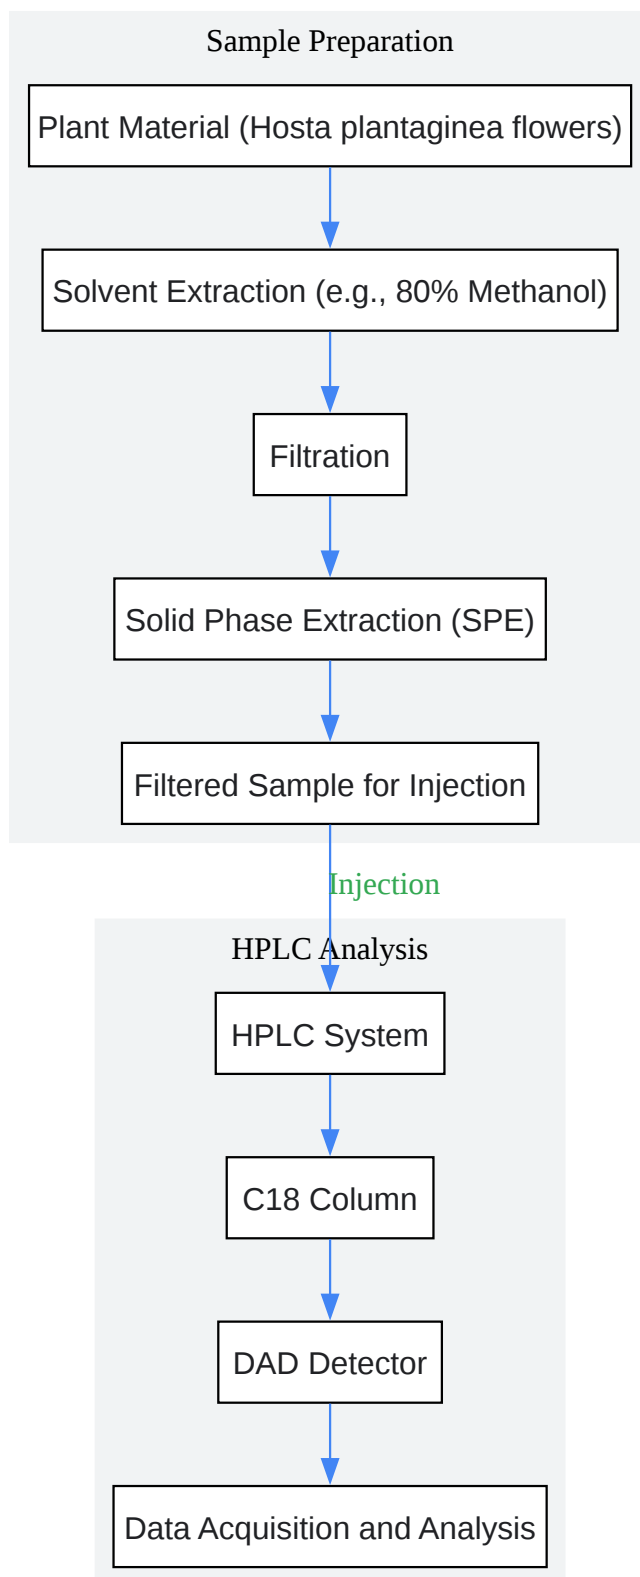 Sample Preparation
Plant Material (Hosta plantaginea flowers)
Solvent Extraction (e.g., 80% Methanol)
Filtration
Solid Phase Extraction (SPE)
Filtered Sample for Injection
Injection
HPLC Analysis
HPLC System
C18 Column
DAD Detector
Data Acquisition and Analysis